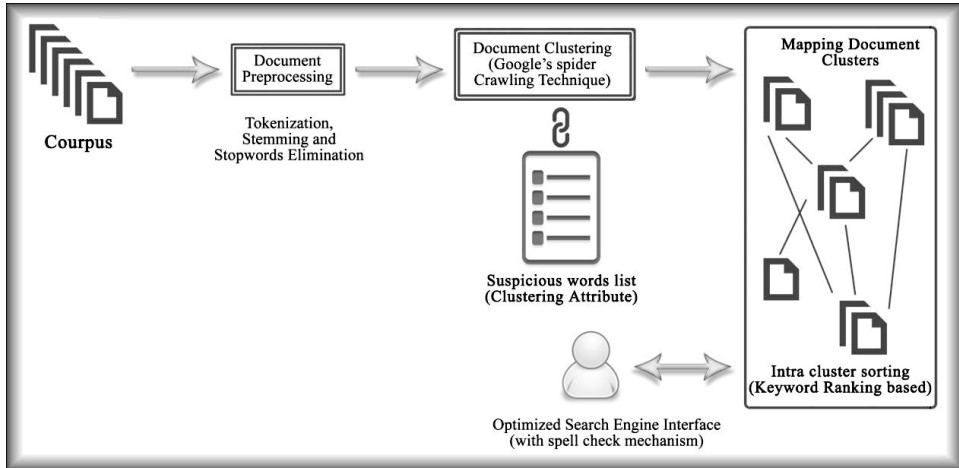 Courpus
Document
Preprocessing
Tokenization,
Stemming and
Stopwords Elimination
Document Clustering
(Google's spider
Crawling Technique)
Suspicious words list
(Clustering Attribute)
Mapping Document
Clusters
Intra cluster sorting
(Keyword Ranking based)
Optimized Search Engine Interface
(with spell check mechanism)